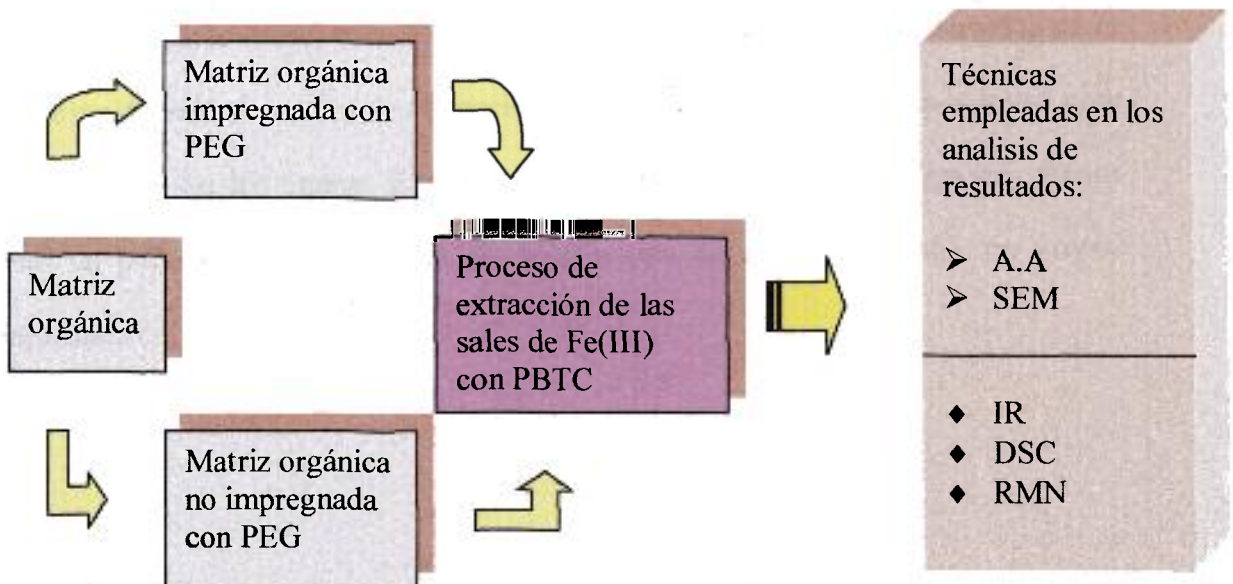 Matriz orgánica
impregnada con
PEG
Matriz
orgánica
Matriz orgánica
no impregnada
con PEG
Proceso de
extracción de las
sales de Fe(III)
con PBTC
Técnicas
empleadas en los
analisis de
resultados:
➢ A.A
➢ SEM
♦ IR
♦ DSC
♦ RMN